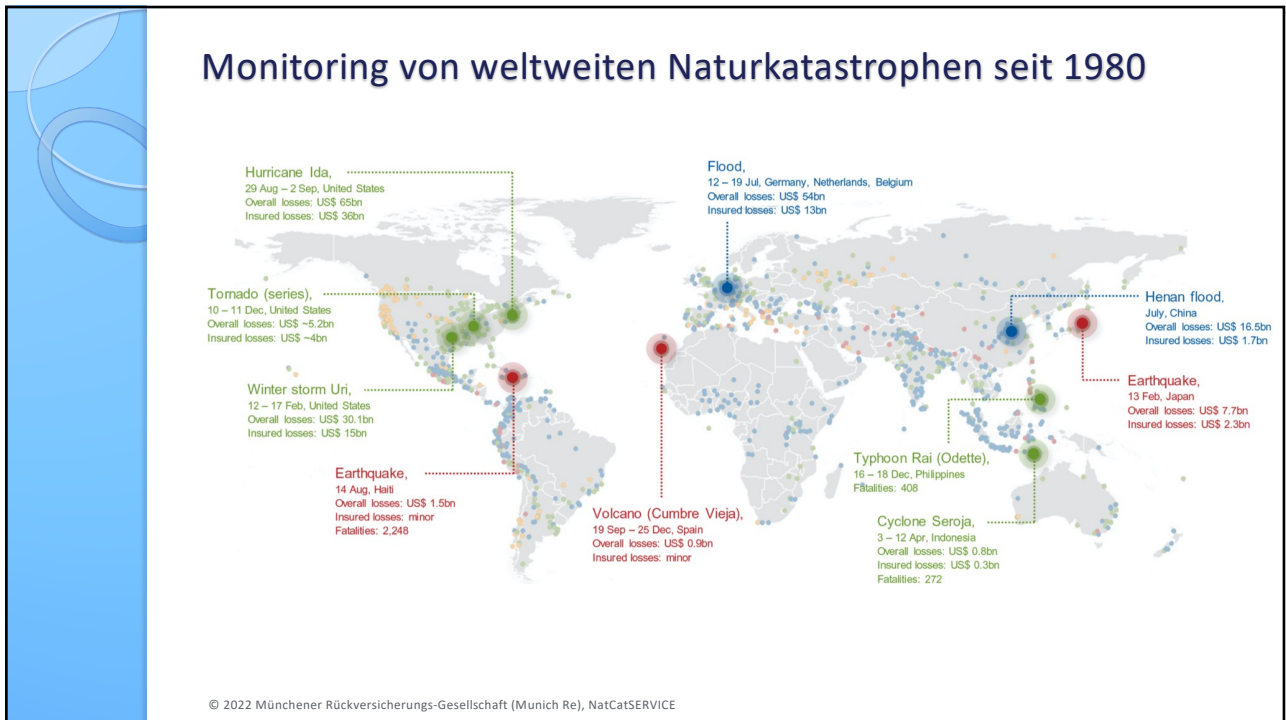 Monitoring von weltweiten Naturkatastrophen seit 1980
Hurricane Ida,
29 Aug – 2 Sep, United States
Overall losses: US$ 65bn
Insured losses: US$ 36bn
Flood,
12 – 19 Jul, Germany, Netherlands, Belgium
Overall losses: US$ 54bn
Insured losses: US$ 13bn
Tornado (series),
10 – 11 Dec, United States
Overall losses: US$ ~5.2bn
Insured losses: US$ ~4bn
Henan flood,
July, China
Overall losses: US$ 16.5bn
Insured losses: US$ 1.7bn
Winter storm Uri,
12 – 17 Feb, United States
Overall losses: US$ 30.1bn
Insured losses: US$ 15bn
Earthquake,
13 Feb, Japan
Overall losses: US$ 7.7bn
Insured losses: US$ 2.3bn
Earthquake,
14 Aug, Haiti
Overall losses: US$ 1.5bn
Insured losses: minor
Fatalities: 2,248
Volcano (Cumbre Vieja),
19 Sep – 25 Dec, Spain
Overall losses: US$ 0.9bn
Insured losses: minor
Typhoon Rai (Odette),
16 – 18 Dec, Philippines
Fatalities: 408
Cyclone Seroja,
3 – 12 Apr, Indonesia
Overall losses: US$ 0.8bn
Insured losses: US$ 0.3bn
Fatalities: 272
© 2022 Münchener Rückversicherungs-Gesellschaft (Munich Re), NatCatSERVICE